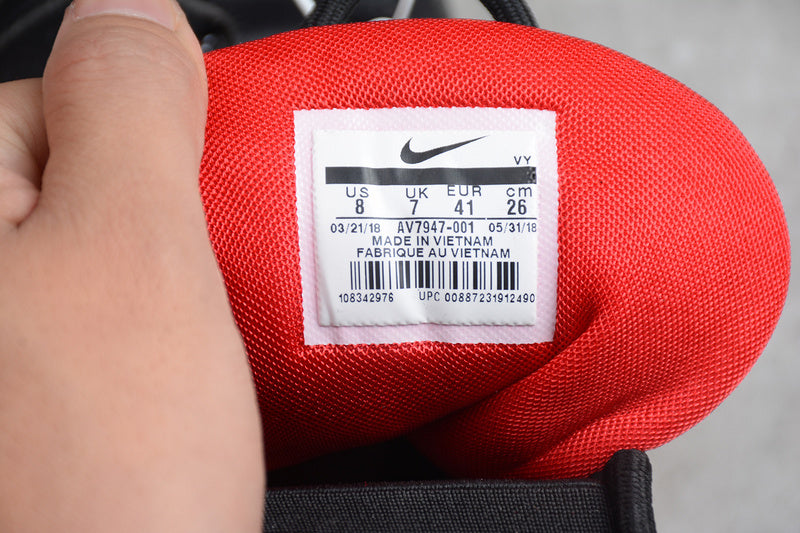 VY
US UK EUR cm
8 7 41 26
03/21/18 AV7947-001 05/31/18
MADE IN VIETNAM
FABRIQUE AU VIETNAM
108342976 UPC 00887231912490